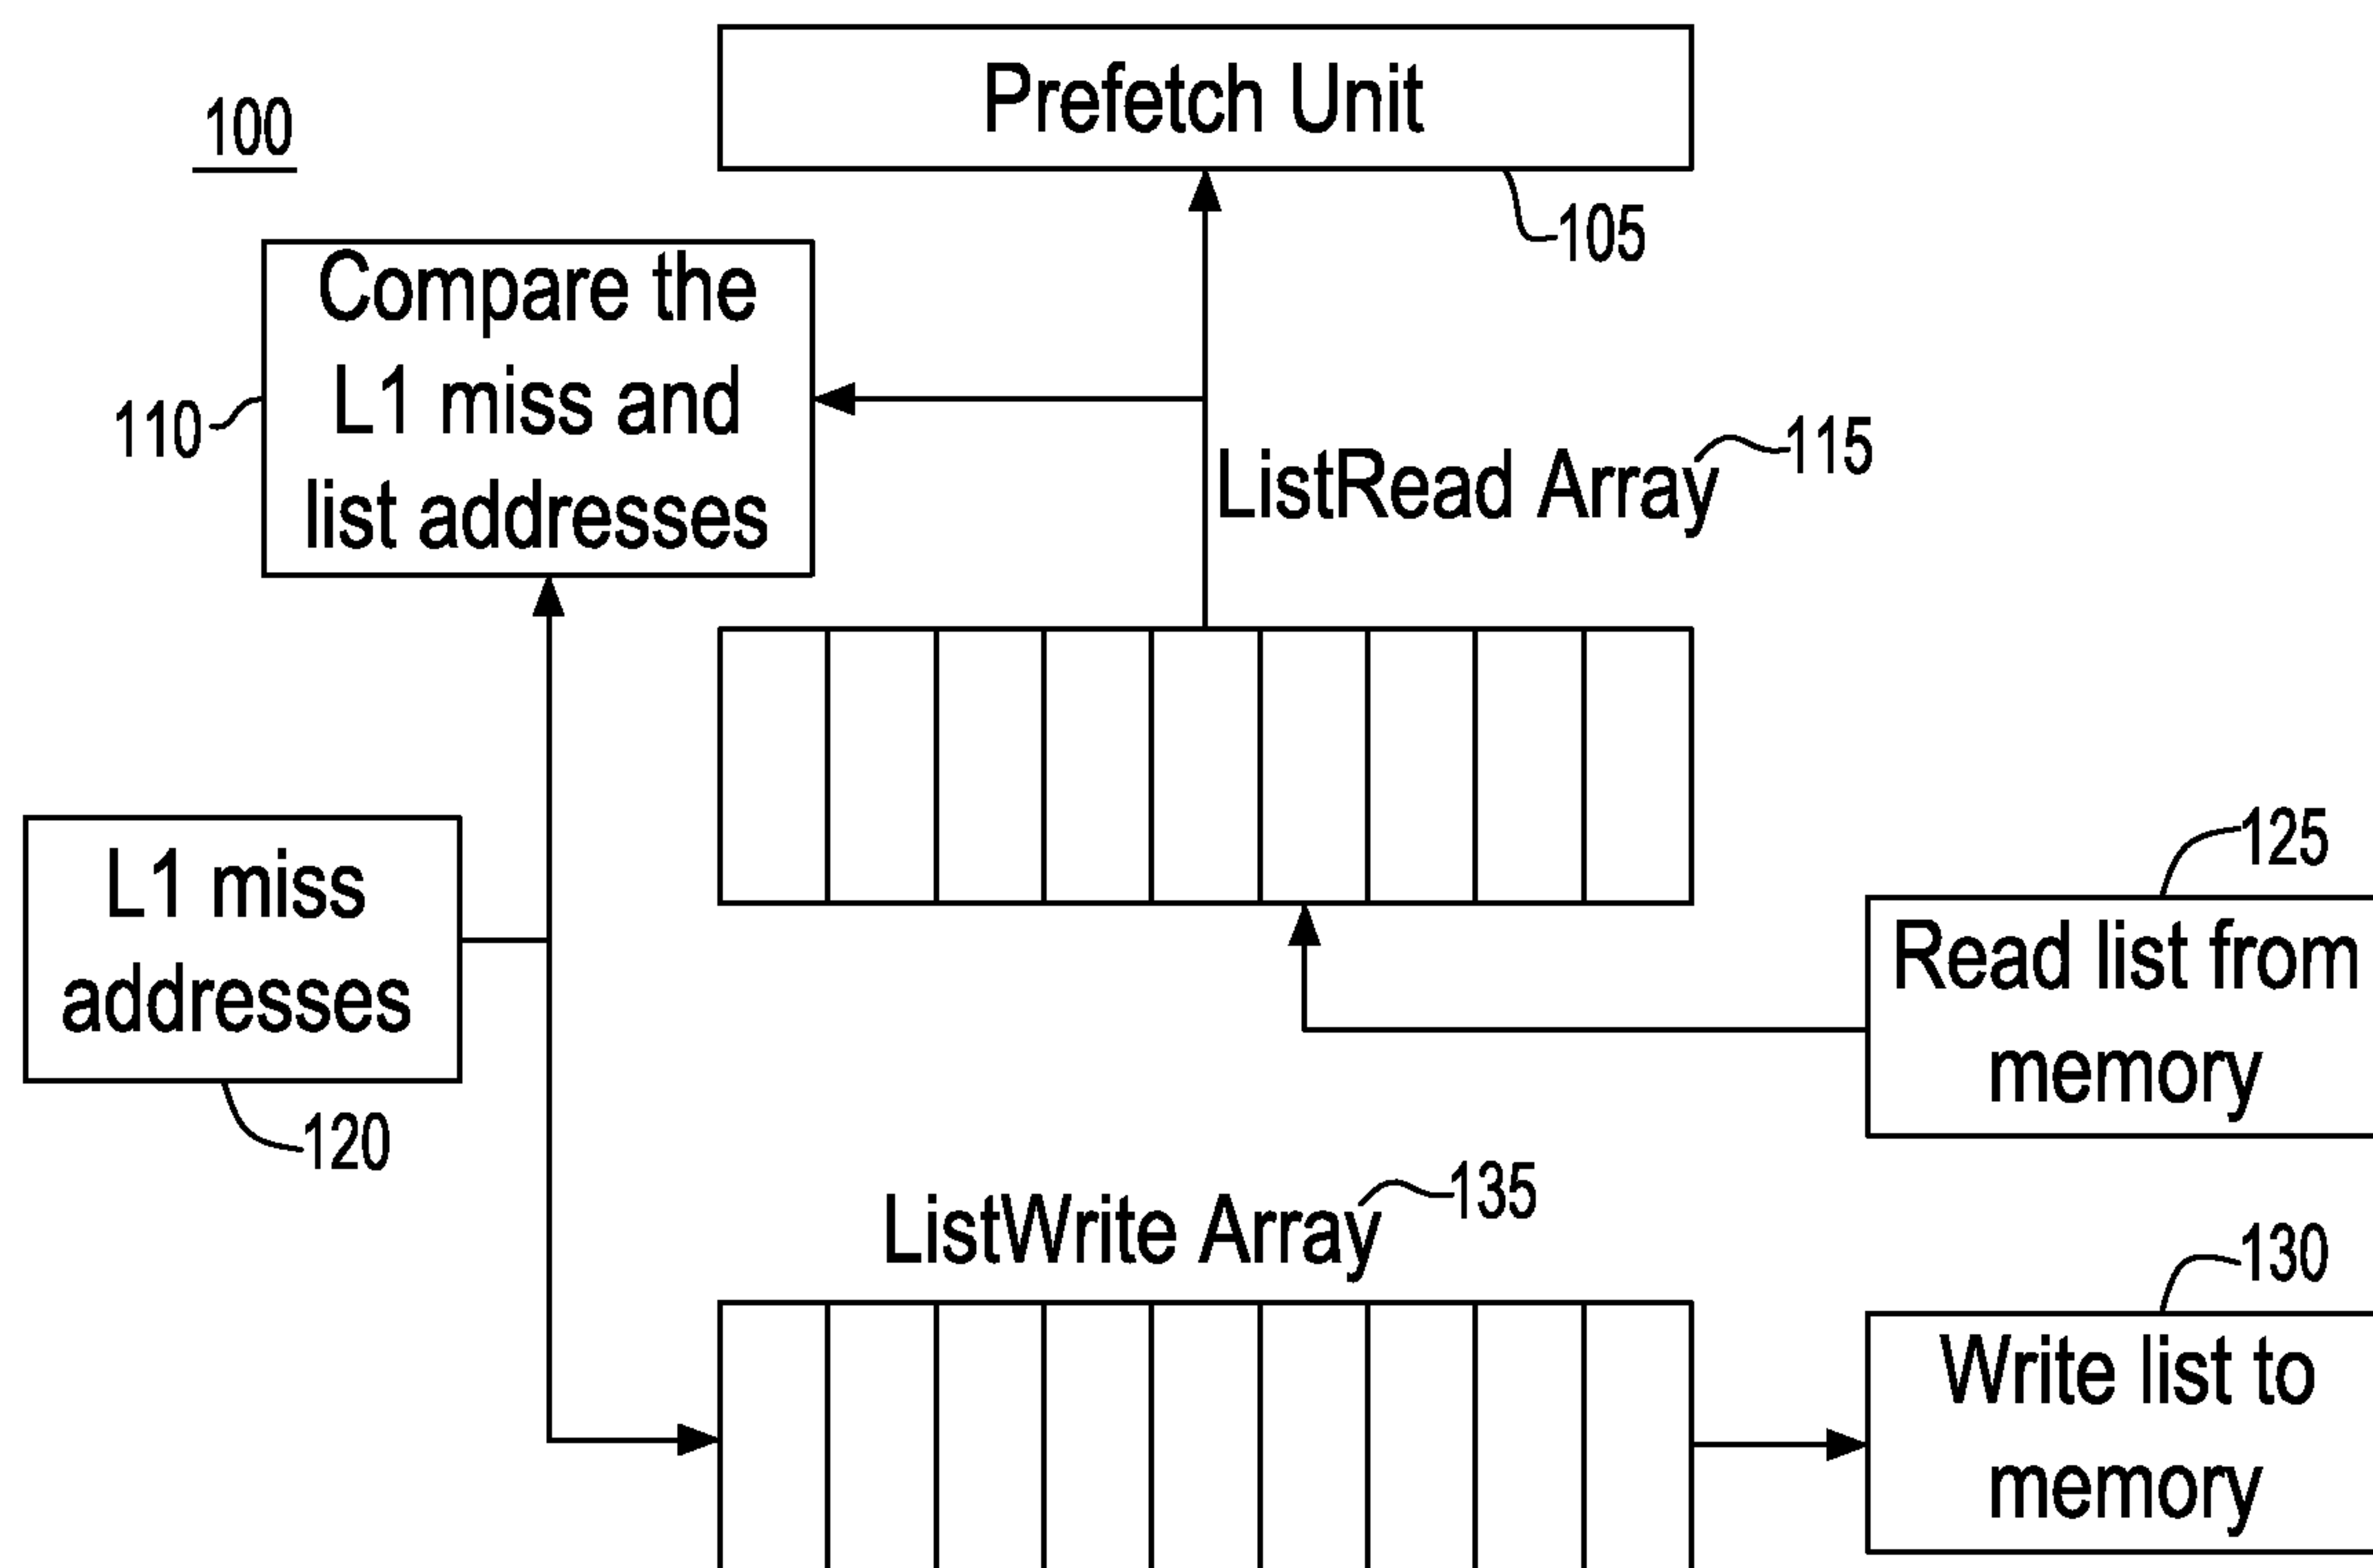 100
Prefetch Unit
105
Compare the
L1 miss and
list addresses
110
ListRead Array
115
L1 miss
addresses
120
Read list from
memory
125
ListWrite Array
135
Write list to
memory
130